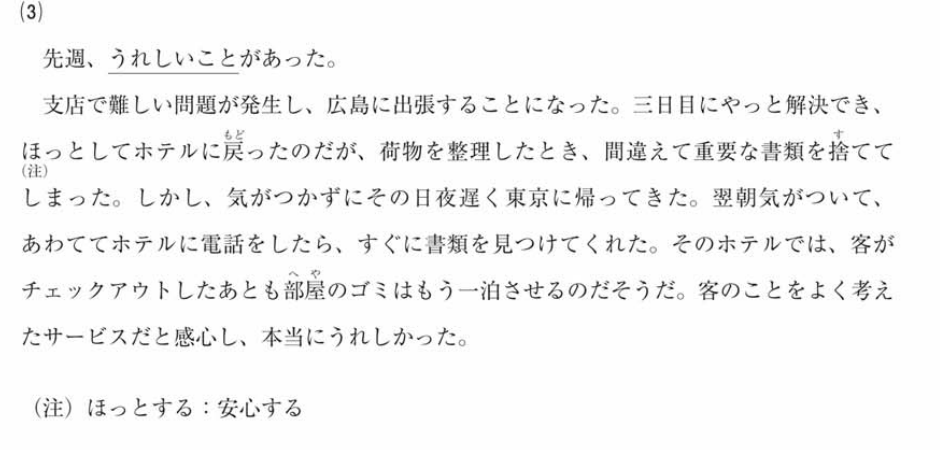 (3)
先週、うれしいことがあった。
支店で難しい問題が発生し、広島に出張することになった。三日目にやっと解決でき、
ほっとしてホテルに戻ったのだが、荷物を整理したとき、間違えて重要な書類を捨てて
しまった。しかし、気がつかずにその日夜遅く東京に帰ってきた。翌朝気がついて、
あわててホテルに電話をしたら、すぐに書類を見つけてくれた。そのホテルでは、客が
チェックアウトしたあとも部屋のゴミはもう一泊させるのだそうだ。客のことをよく考え
たサービスだと感心し、本当にうれしかった。
（注）ほっとする：安心する